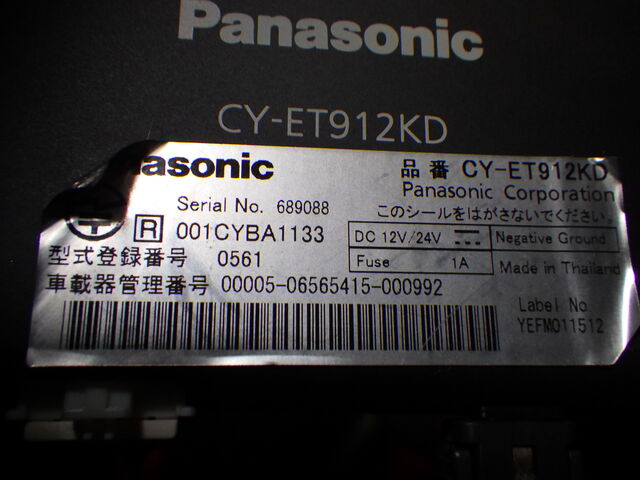 Panasonic
CY-ET912KD
nasonic
品番 CY-ET912KD
Panasonic Corporation
Serial No. 689088
このシールをはがさないでください。
R 001CYBA1133
DC 12V/24V
Negative Ground
型式登録番号 0561
Fuse 1A
Made in Thailand
車載器管理番号 00005-06565415-000992
Label No.
YEFM011512